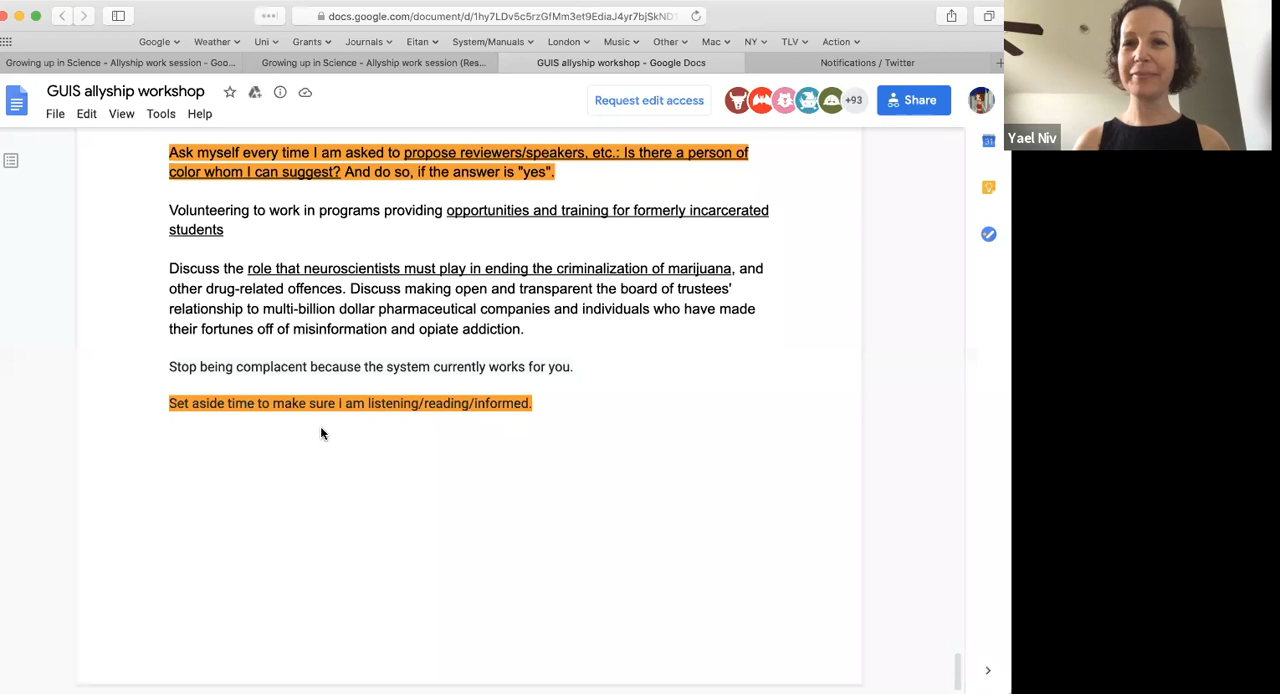 docs.google.com/document/d/1hy7LDv5c5rzGfMm3et9EdiaJ4yr7bjSkND1
Google Weather Uni Grants Journals Eitan System/Manuals London Music Other Mac NY TLV Action
Growing up in Science - Allyship work session - Goo... Growing up in Science - Allyship work session (Res... GUIS allyship workshop - Google Docs Notifications / Twitter
GUIS allyship workshop
File Edit View Tools Help
Request edit access
+93
Share
Yael Niv
31
Ask myself every time I am asked to propose reviewers/speakers, etc.: Is there a person of
color whom I can suggest? And do so, if the answer is "yes".
Volunteering to work in programs providing opportunities and training for formerly incarcerated
students
Discuss the role that neuroscientists must play in ending the criminalization of marijuana, and
other drug-related offences. Discuss making open and transparent the board of trustees'
relationship to multi-billion dollar pharmaceutical companies and individuals who have made
their fortunes off of misinformation and opiate addiction.
Stop being complacent because the system currently works for you.
Set aside time to make sure I am listening/reading/informed.